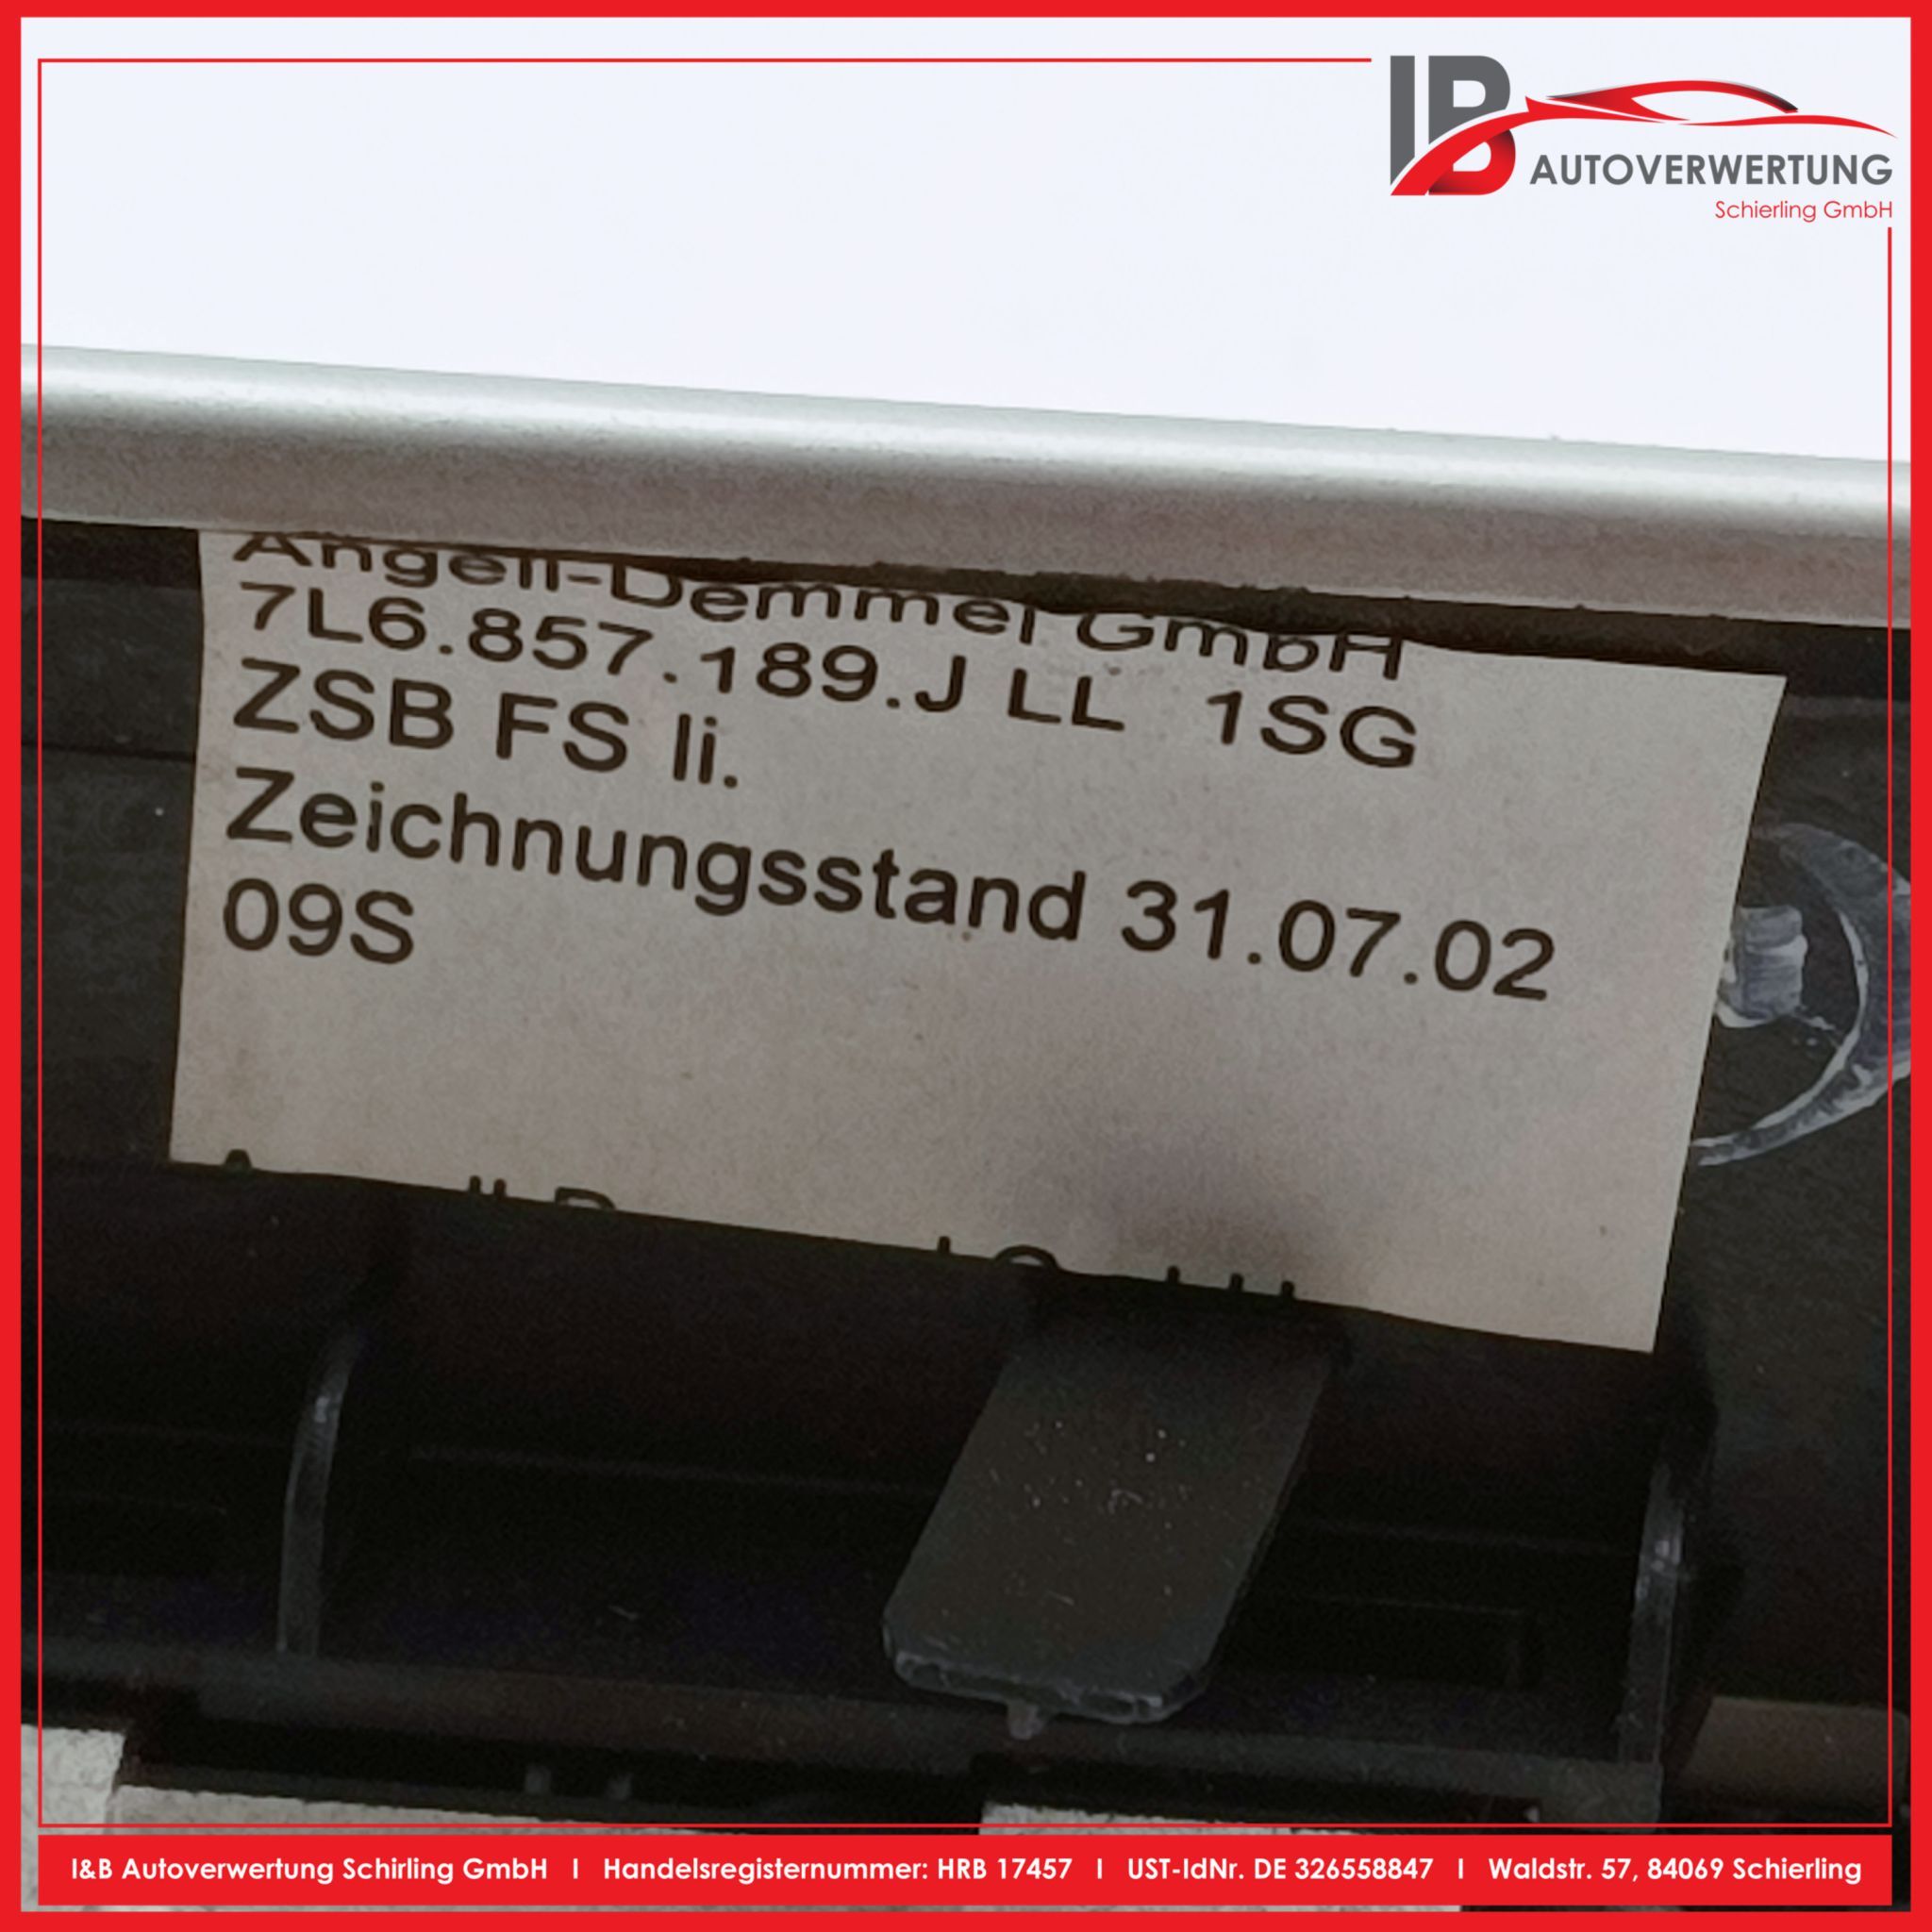 IB
AUTOVERWERTUNG
Schierling GmbH
Angell-Demmel GmbH
7L6.857.189.J LL 1SG
ZSB FS li.
Zeichnungsstand 31.07.02
09S
I&B Autoverwertung Schirling GmbH I Handelsregisternummer: HRB 17457 I UST-IdNr. DE 326558847 I Waldstr. 57, 84069 Schierling